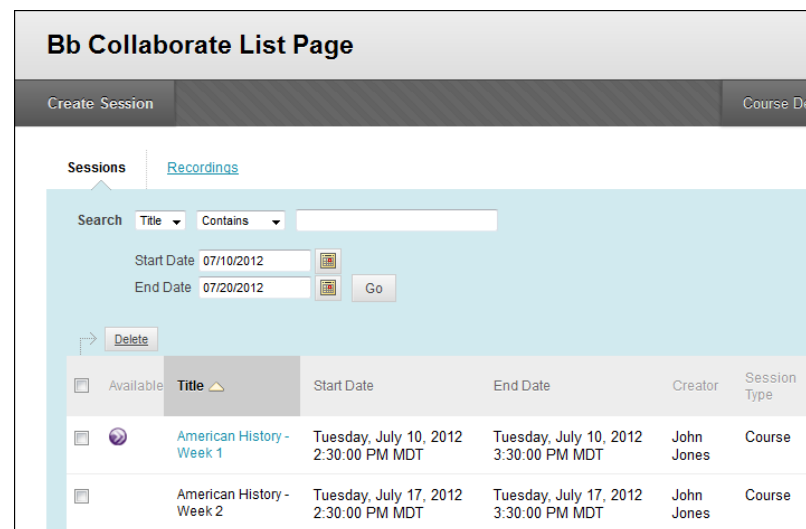 Bb Collaborate List Page
Create Session Course De
Sessions Recordings
Search Title Contains
Start Date 07/10/2012
End Date 07/20/2012 Go
Delete
Available Title Start Date End Date Creator Session
Type
American History - Tuesday, July 10, 2012 Tuesday, July 10, 2012 John Course
Week 1 2:30:00 PM MDT 3:30:00 PM MDT Jones
American History - Tuesday, July 17, 2012 Tuesday, July 17, 2012 John Course
Week 2 2:30:00 PM MDT 3:30:00 PM MDT Jones